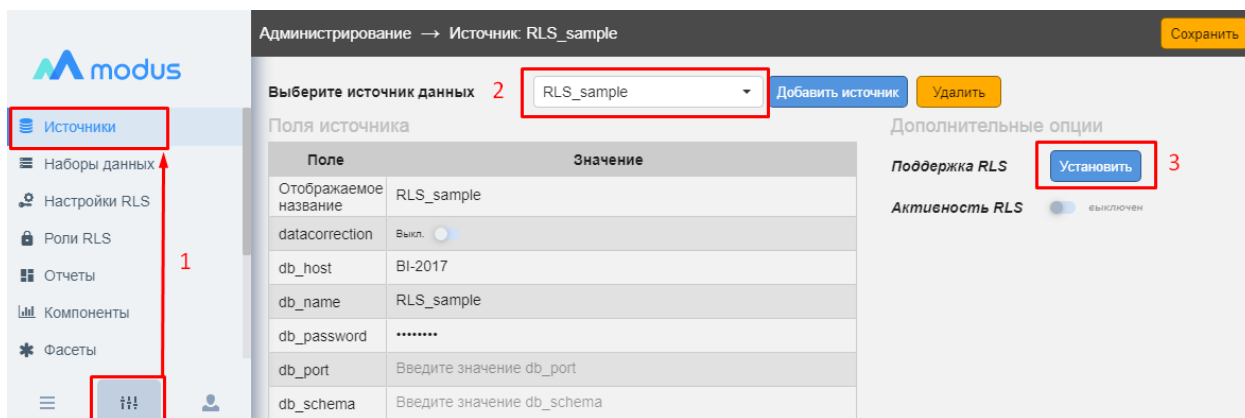 Администрирование → Источник: RLS_sample
Сохранить
modus
Выберите источник данных 2 RLS_sample Добавить источник Удалить
Источники
Наборы данных
Настройки RLS
Роли RLS
Отчеты
Компоненты
Фасеты
1
Поля источника
Поле Значение
Отображаемое
название
RLS_sample
datacorrection Выкл.
db_host BI-2017
db_name RLS_sample
db_password ••••••••
db_port Введите значение db_port
db_schema Введите значение db_schema
Дополнительные опции
Поддержка RLS Установить 3
Активность RLS выключен